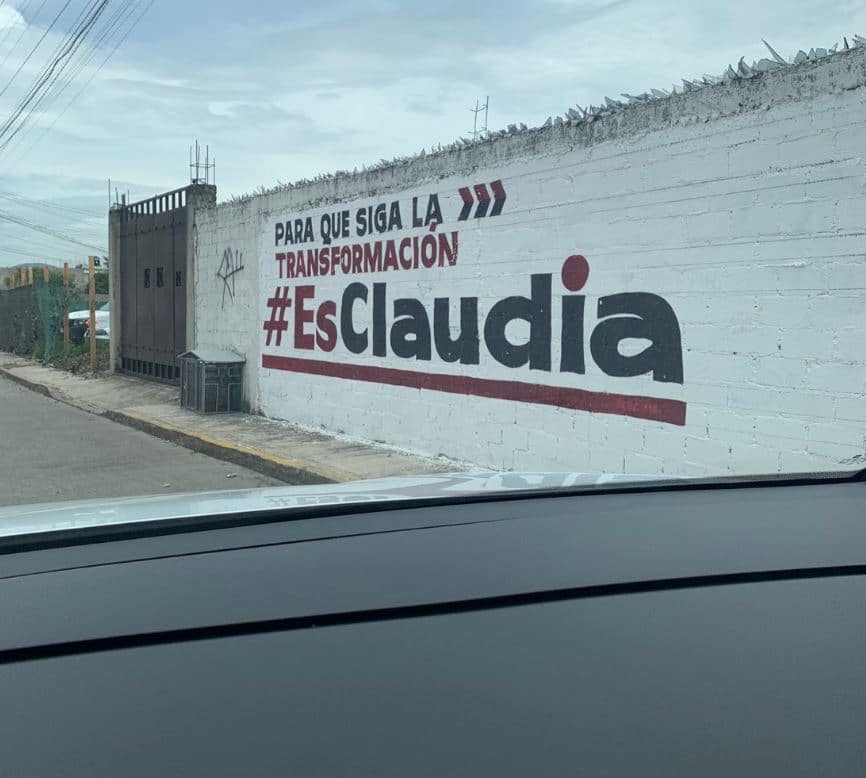 PARA QUE SIGA LA
TRANSFORMACIÓN
#EsClaudia